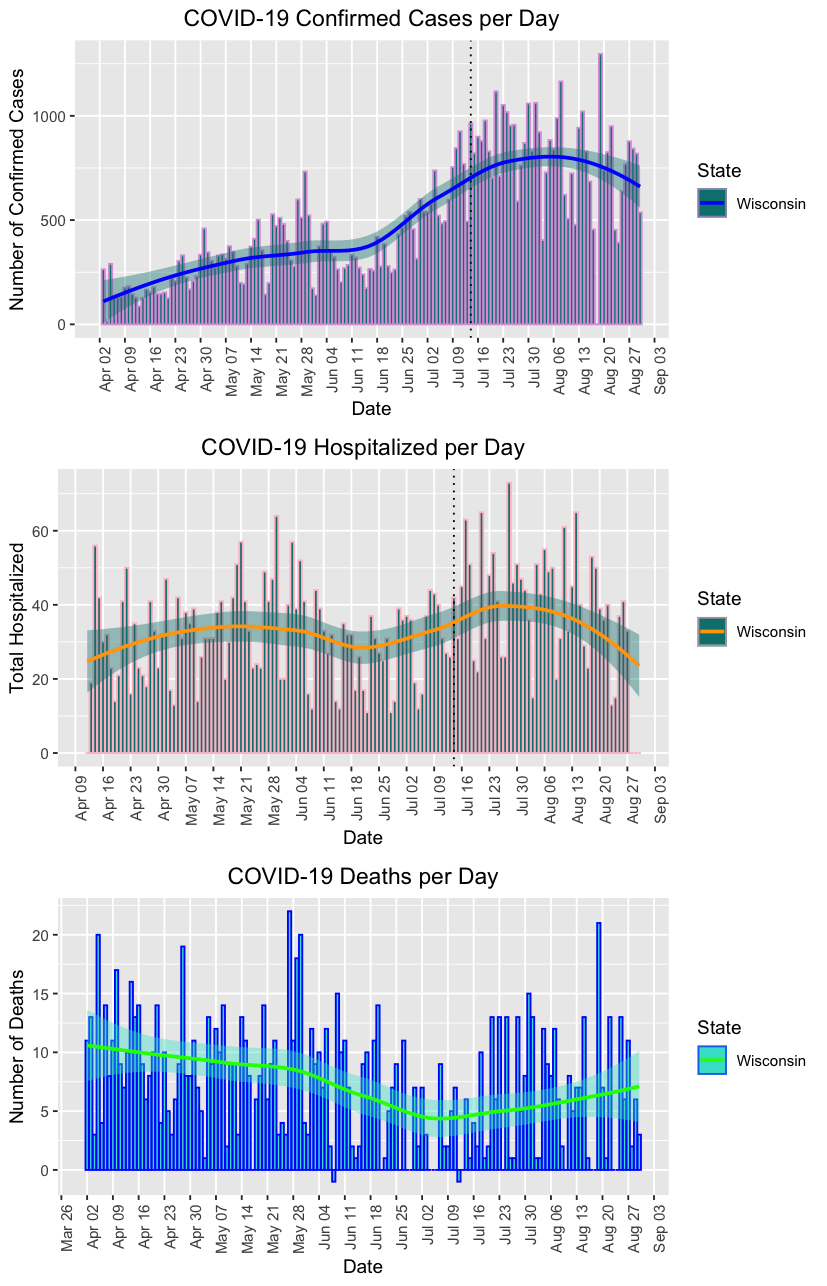 COVID-19 Confirmed Cases per Day
Number of Confirmed Cases
1000
500
0
Apr 02
Apr 09
Apr 16
Apr 23
Apr 30
May 07
May 14
May 21
May 28
Jun 04
Jun 11
Jun 18
Jun 25
Jul 02
Jul 09
Jul 16
Jul 23
Jul 30
Aug 06
Aug 13
Aug 20
Aug 27
Sep 03
Date
State
Wisconsin
COVID-19 Hospitalized per Day
Total Hospitalized
60
40
20
0
Apr 09
Apr 16
Apr 23
Apr 30
May 07
May 14
May 21
May 28
Jun 04
Jun 11
Jun 18
Jun 25
Jul 02
Jul 09
Jul 16
Jul 23
Jul 30
Aug 06
Aug 13
Aug 20
Aug 27
Sep 03
Date
State
Wisconsin
COVID-19 Deaths per Day
Number of Deaths
20
15
10
5
0
Mar 26
Apr 02
Apr 09
Apr 16
Apr 23
Apr 30
May 07
May 14
May 21
May 28
Jun 04
Jun 11
Jun 18
Jun 25
Jul 02
Jul 09
Jul 16
Jul 23
Jul 30
Aug 06
Aug 13
Aug 20
Aug 27
Sep 03
Date
State
Wisconsin